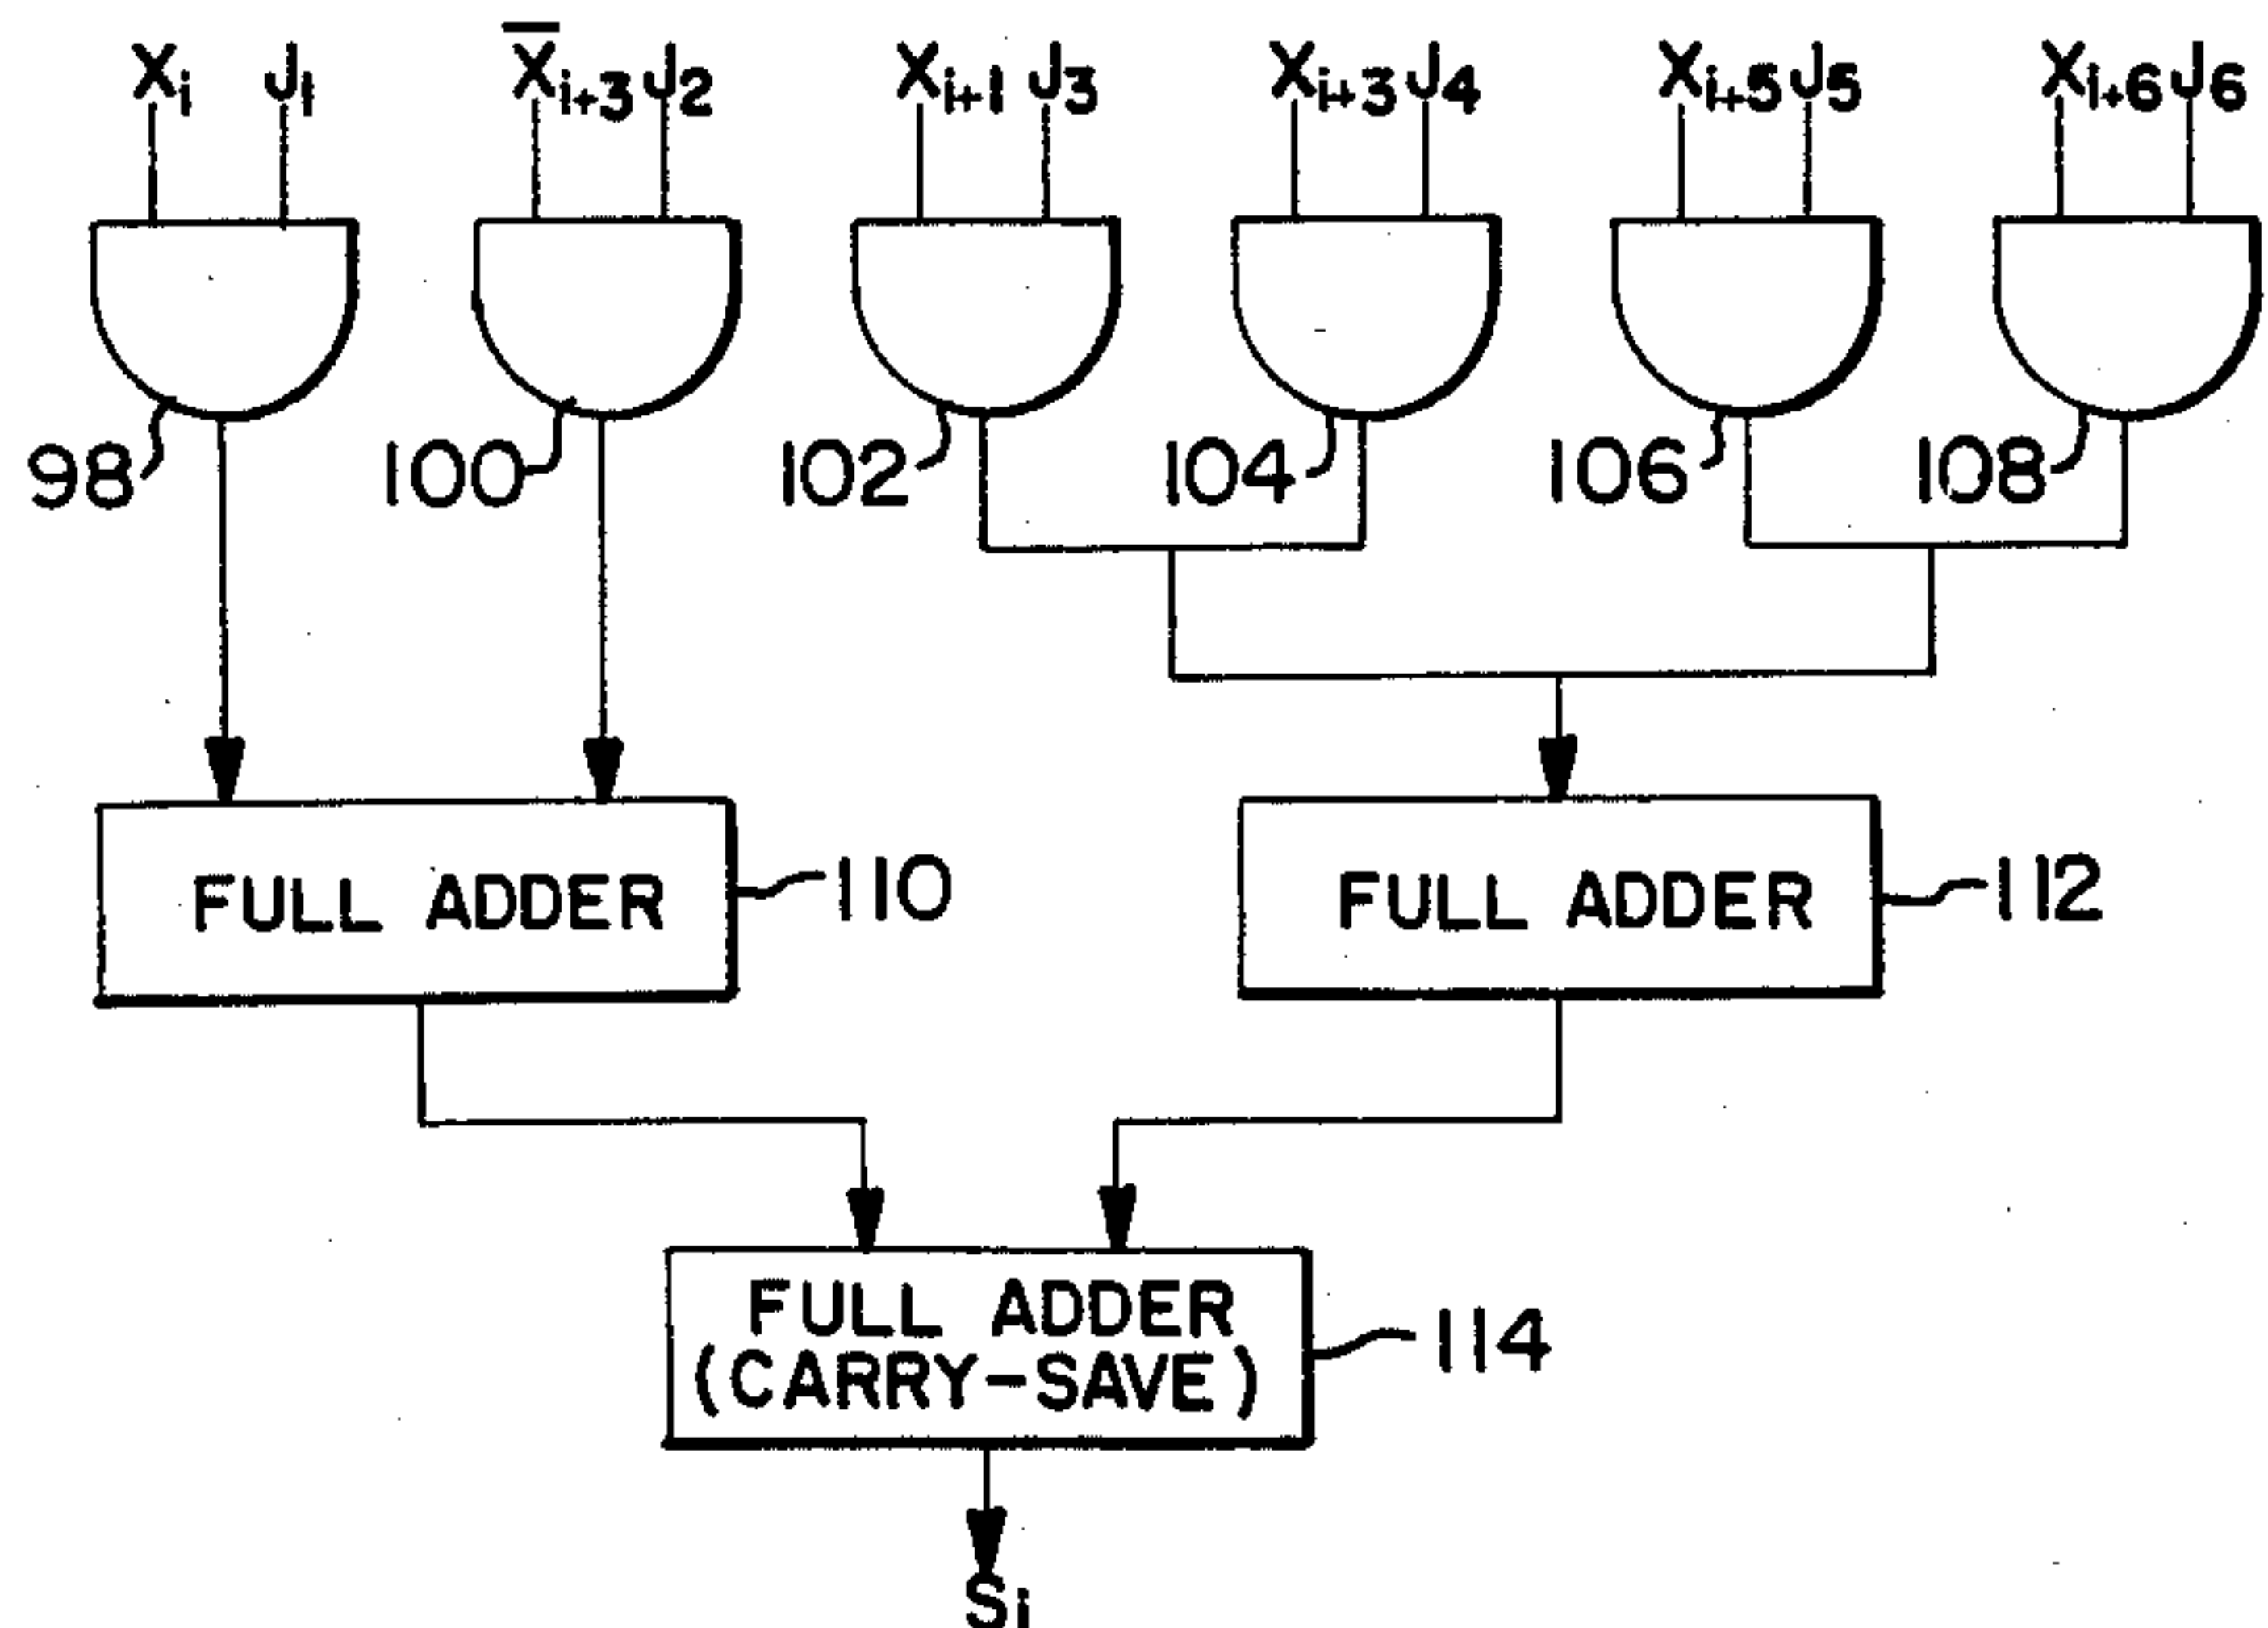 Xi J1 X̅i+3 J2 Xi+1 J3 Xi+3 J4 Xi+5 J5 Xi+6 J6
98 100 102 104 106 108
FULL ADDER 110 FULL ADDER 112
FULL ADDER
(CARRY-SAVE) 114
Si